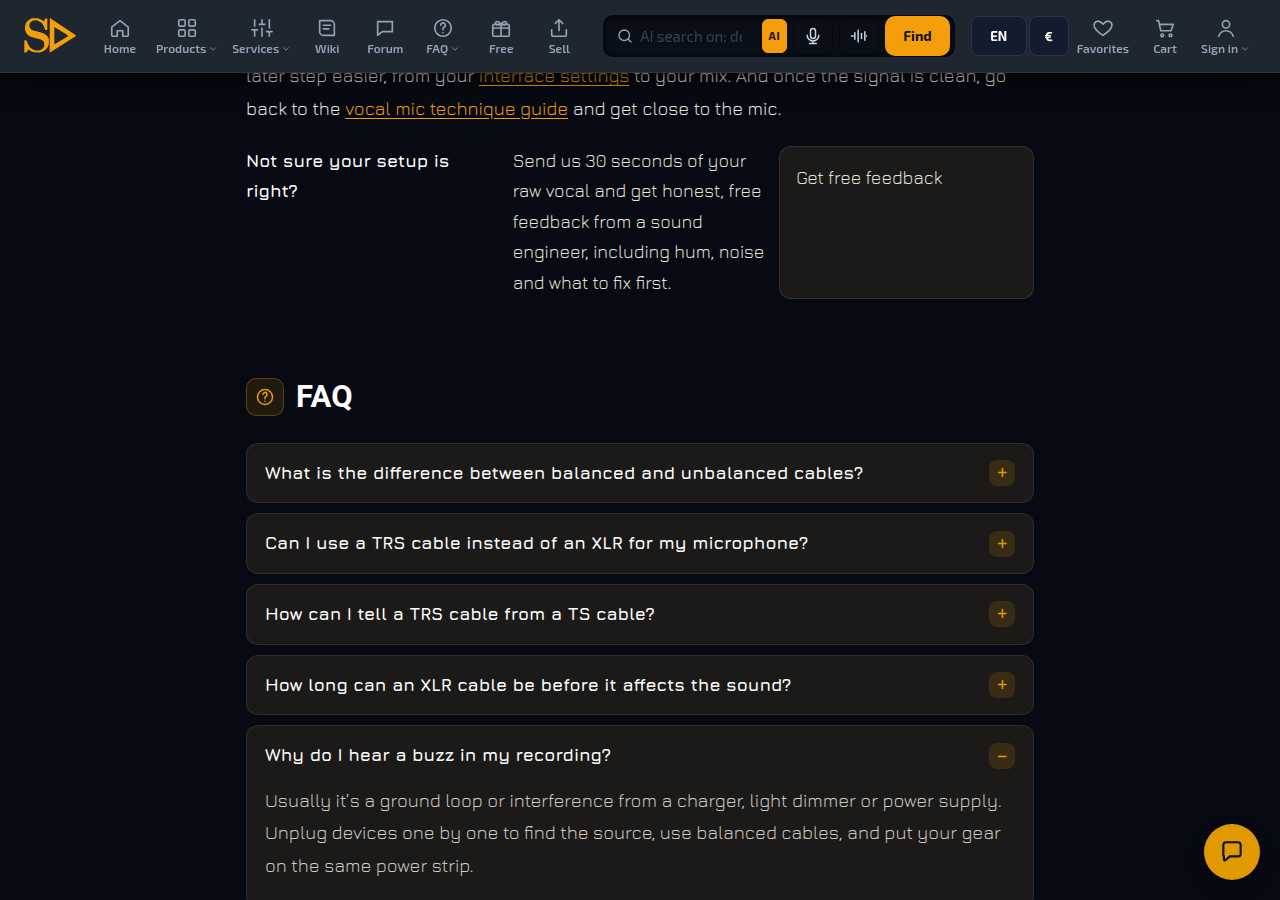 SD
Home
Products
Services
Wiki
Forum
FAQ
Free
Sell
AI search on: de
AI
Find
EN
€
Favorites
Cart
Sign in
later step easier, from your interface settings to your mix. And once the signal is clean, go
back to the vocal mic technique guide and get close to the mic.
Not sure your setup is
right?
Send us 30 seconds of your
raw vocal and get honest, free
feedback from a sound
engineer, including hum, noise
and what to fix first.
Get free feedback
FAQ
What is the difference between balanced and unbalanced cables?
+
Can I use a TRS cable instead of an XLR for my microphone?
+
How can I tell a TRS cable from a TS cable?
+
How long can an XLR cable be before it affects the sound?
+
Why do I hear a buzz in my recording?
−
Usually it's a ground loop or interference from a charger, light dimmer or power supply.
Unplug devices one by one to find the source, use balanced cables, and put your gear
on the same power strip.